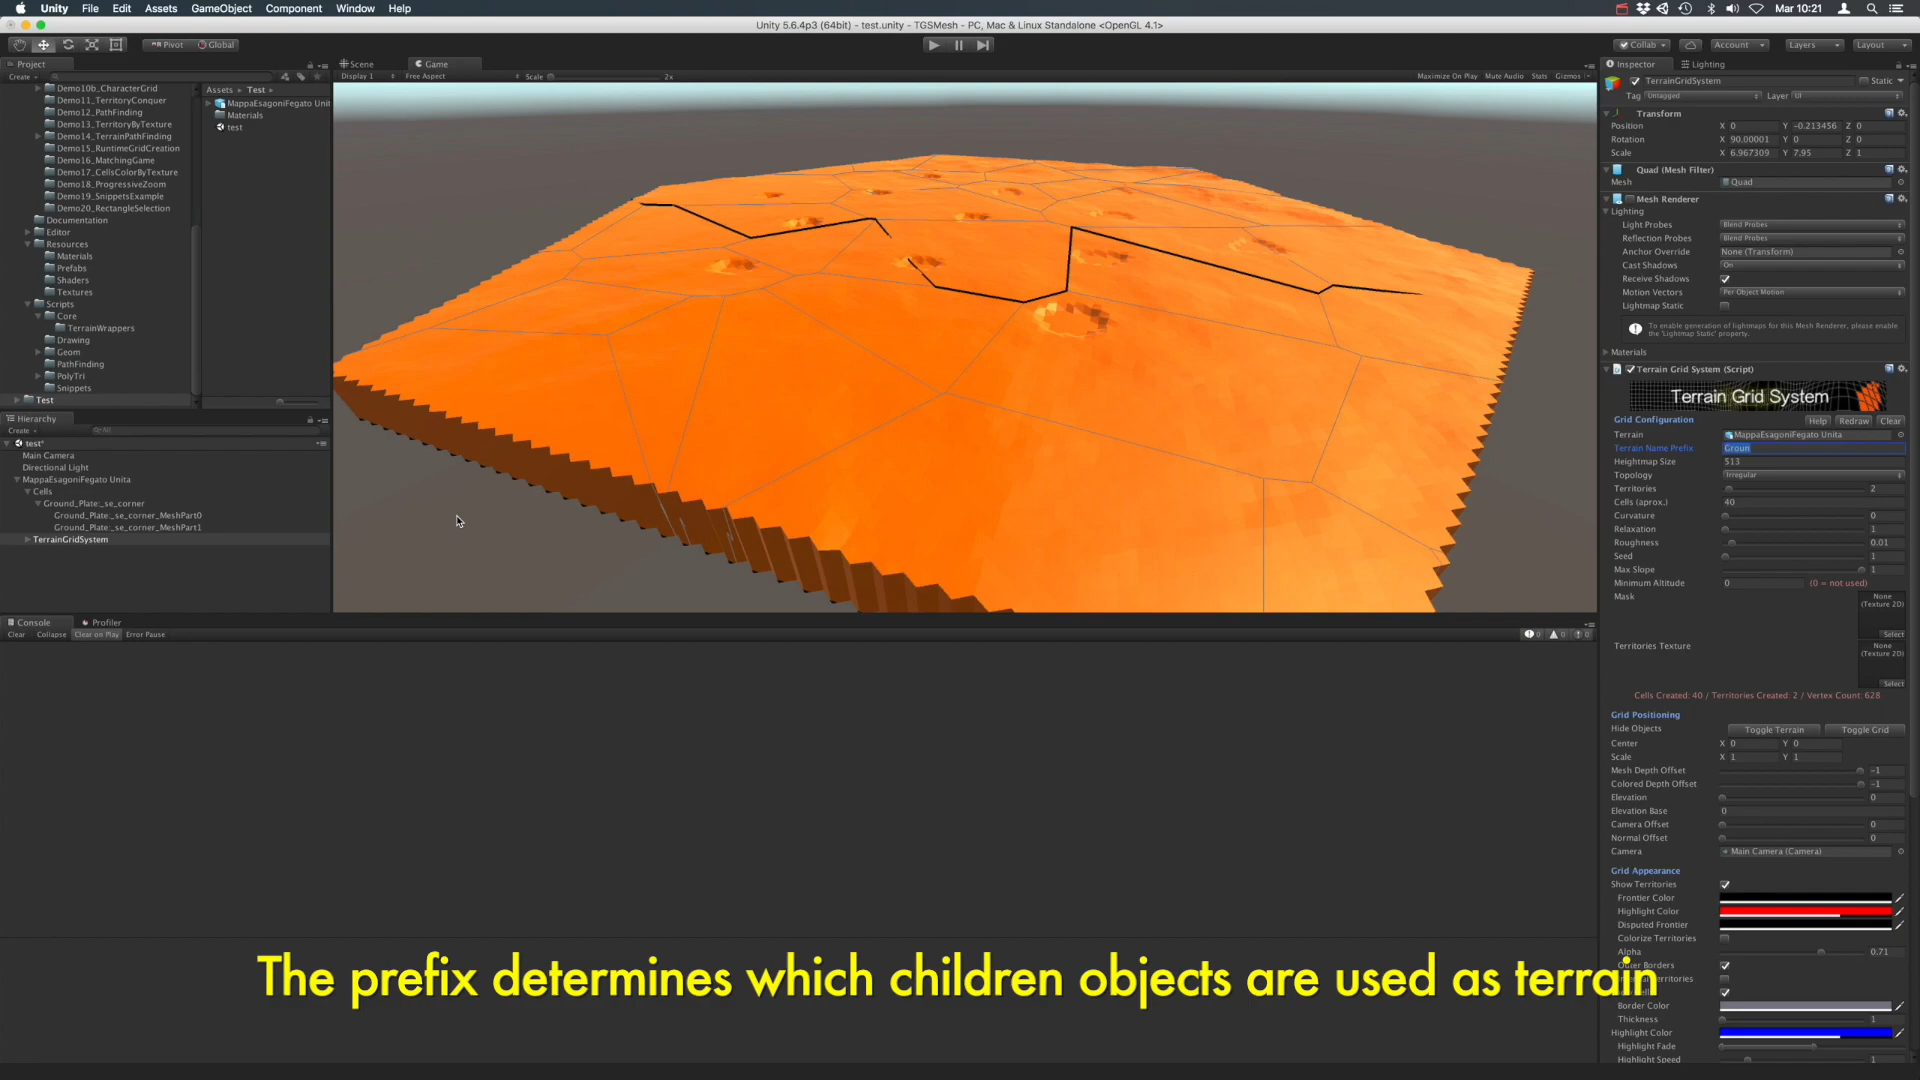 Unity File Edit Assets GameObject Component Window Help
Mar 10:21
Unity 5.6.4p3 (64bit) - test.unity - TGSMesh - PC, Mac & Linux Standalone <OpenGL 4.1>
Pivot Global
Collab Account Layers Layout
Project
Create
Demo10b_CharacterGrid
Demo11_TerritoryConquer
Demo12_PathFinding
Demo13_TerritoryByTexture
Demo14_TerrainPathFinding
Demo15_RuntimeGridCreation
Demo16_MatchingGame
Demo17_CellsColorByTexture
Demo18_ProgressiveZoom
Demo19_SnippetsExample
Demo20_RectangleSelection
Documentation
Editor
Resources
Materials
Prefabs
Shaders
Textures
Scripts
Core
TerrainWrappers
Drawing
Geom
PathFinding
PolyTri
Snippets
Test
Assets Test
MappaEsagoniFegato Unit
Materials
test
Hierarchy
Create All
test*
Main Camera
Directional Light
MappaEsagoniFegato Unita
Cells
Ground_Plate:_se_corner
Ground_Plate:_se_corner_MeshPart0
Ground_Plate:_se_corner_MeshPart1
TerrainGridSystem
Scene Game
Display 1 Free Aspect Scale 2x
Maximize On Play Mute Audio Stats Gizmos
Console Profiler
Clear Collapse Clear on Play Error Pause
0 0 0
Inspector Lighting
TerrainGridSystem Static
Tag Untagged Layer UI
Transform
Position X 0 Y -0.213456 Z 0
Rotation X 90.00001 Y 0 Z 0
Scale X 6.967309 Y 7.95 Z 1
Quad (Mesh Filter)
Mesh Quad
Mesh Renderer
Lighting
Light Probes Blend Probes
Reflection Probes Blend Probes
Anchor Override None (Transform)
Cast Shadows On
Receive Shadows
Motion Vectors Per Object Motion
Lightmap Static
To enable generation of lightmaps for this Mesh Renderer, please enable
the 'Lightmap Static' property.
Materials
Terrain Grid System (Script)
Terrain Grid System
Grid Configuration Help Redraw Clear
Terrain MappaEsagoniFegato Unita
Terrain Name Prefix Groun
Heightmap Size 513
Topology Irregular
Territories 2
Cells (aprox.) 40
Curvature 0
Relaxation 1
Roughness 0.01
Seed 1
Max Slope 1
Minimum Altitude 0 (0 = not used)
Mask None
(Texture 2D)
Select
Territories Texture None
(Texture 2D)
Select
Cells Created: 40 / Territories Created: 2 / Vertex Count: 628
Grid Positioning
Hide Objects Toggle Terrain Toggle Grid
Center X 0 Y 0
Scale X 1 Y 1
Mesh Depth Offset -1
Colored Depth Offset -1
Elevation 0
Elevation Base 0
Camera Offset 0
Normal Offset 0
Camera Main Camera (Camera)
Grid Appearance
Show Territories
Frontier Color
Highlight Color
Disputed Frontier
Colorize Territories
Alpha 0.71
Outer Borders
Territories
Border Color
Thickness 1
Highlight Color
Highlight Fade
Highlight Speed 1
The prefix determines which children objects are used as terrain